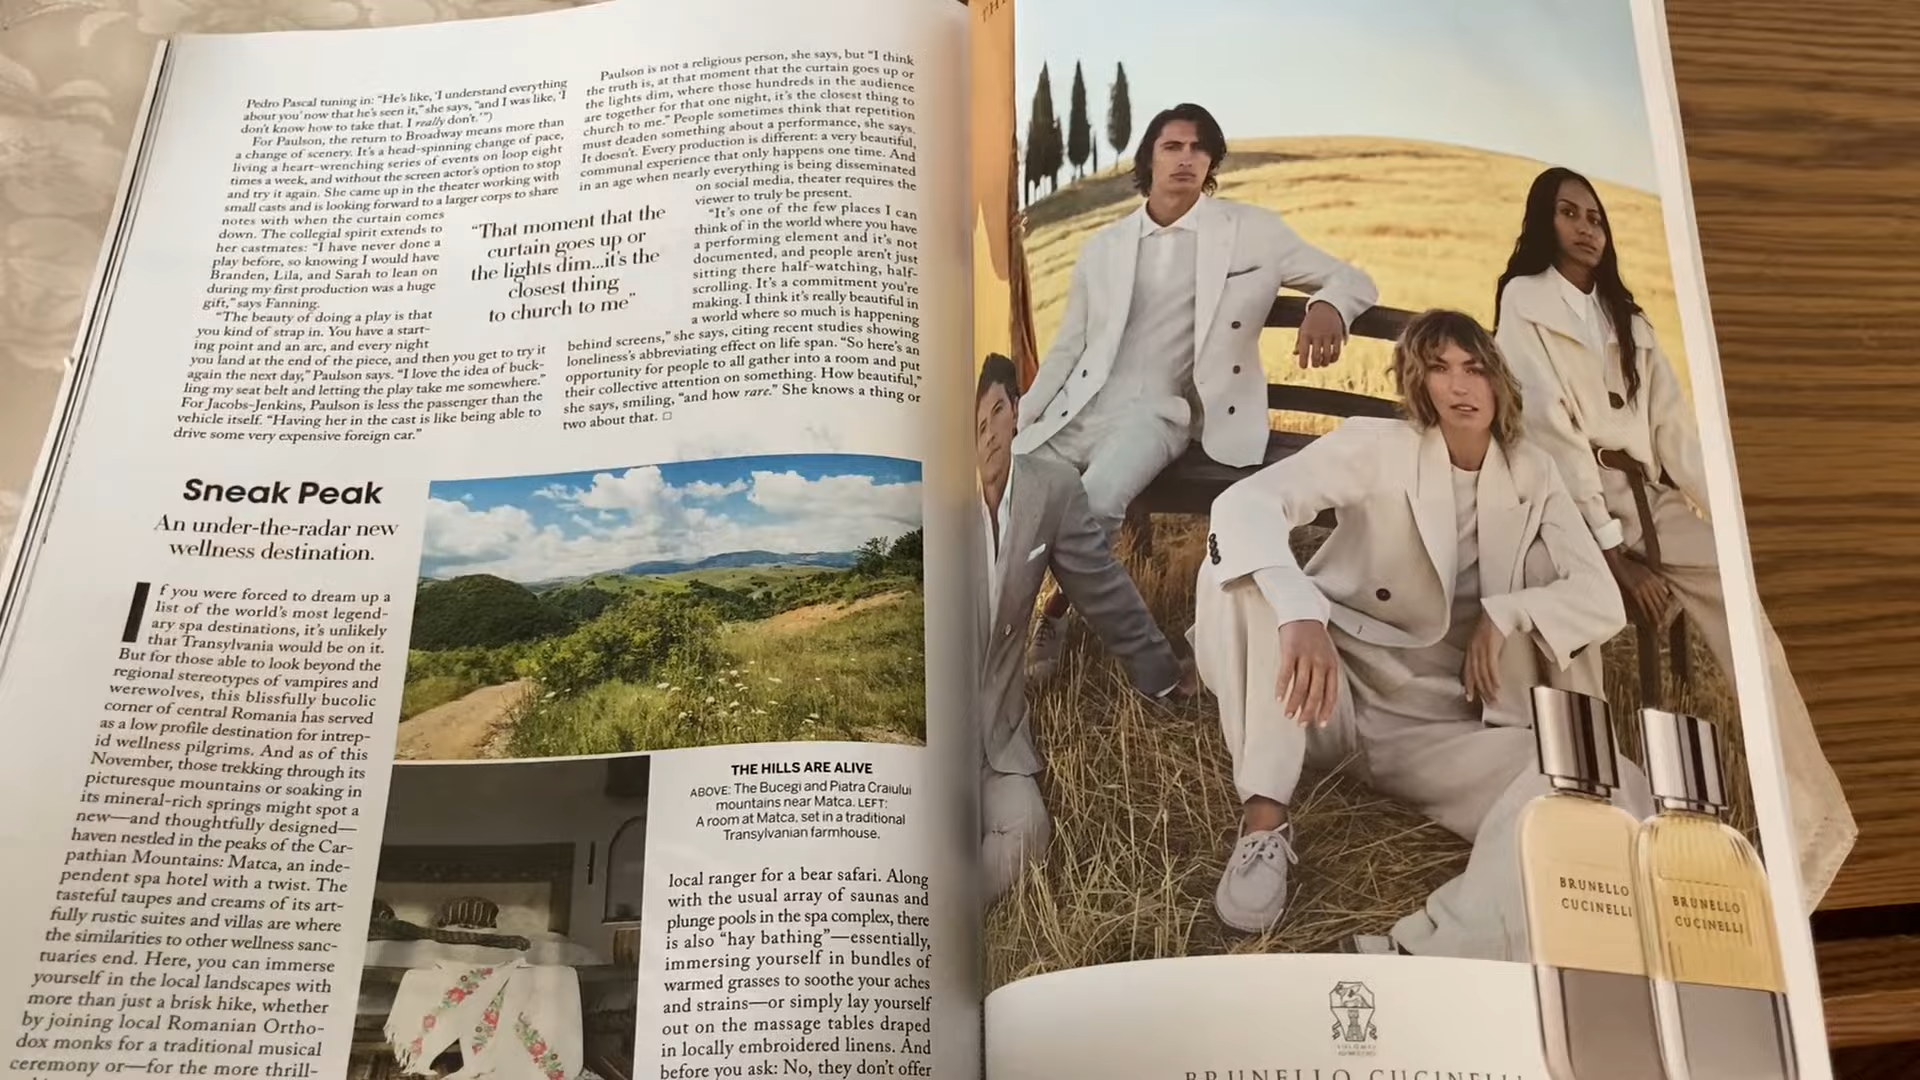 Pedro Pascal tuning in: “He’s like, ‘I understand everything
about you’ now that he’s seen it,” she says, “and I was like, ‘I
don’t know how to take that. I really don’t.’”)
For Paulson, the return to Broadway means more than
a change of scenery. It’s a head-spinning change of pace,
living a heart-wrenching series of events on loop eight
times a week, and without the screen actor’s option to stop
and try it again. She came up in the theater working with
small casts and is looking forward to a larger corps to share
notes with when the curtain comes
down. The collegial spirit extends to
her castmates: “I have never done a
play before, so knowing I would have
Branden, Lila, and Sarah to lean on
during my first production was a huge
gift,” says Fanning.
“The beauty of doing a play is that
you kind of strap in. You have a start-
ing point and an arc, and every night
you land at the end of the piece, and then you get to try it
again the next day,” Paulson says. “I love the idea of buck-
ling my seat belt and letting the play take me somewhere.”
For Jacobs-Jenkins, Paulson is less the passenger than the
vehicle itself. “Having her in the cast is like being able to
drive some very expensive foreign car.”
“That moment that the
curtain goes up or
the lights dim...it’s the
closest thing
to church to me”
Paulson is not a religious person, she says, but “I think
the truth is, at that moment that the curtain goes up or
the lights dim, where those hundreds in the audience
are together for that one night, it’s the closest thing to
church to me.” People sometimes think that repetition
must deaden something about a performance, she says.
It doesn’t. Every production is different: a very beautiful,
communal experience that only happens one time. And
in an age when nearly everything is being disseminated
on social media, theater requires the
viewer to truly be present.
“It’s one of the few places I can
think of in the world where you have
a performing element and it’s not
documented, and people aren’t just
sitting there half-watching, half-
scrolling. It’s a commitment you’re
making. I think it’s really beautiful in
a world where so much is happening
behind screens,” she says, citing recent studies showing
loneliness’s abbreviating effect on life span. “So here’s an
opportunity for people to all gather into a room and put
their collective attention on something. How beautiful,”
she says, smiling, “and how rare.” She knows a thing or
two about that. □
Sneak Peak
An under-the-radar new
wellness destination.
If you were forced to dream up a
list of the world’s most legend-
ary spa destinations, it’s unlikely
that Transylvania would be on it.
But for those able to look beyond the
regional stereotypes of vampires and
werewolves, this blissfully bucolic
corner of central Romania has served
as a low profile destination for intrep-
id wellness pilgrims. And as of this
November, those trekking through its
picturesque mountains or soaking in
its mineral-rich springs might spot a
new—and thoughtfully designed—
haven nestled in the peaks of the Car-
pathian Mountains: Matca, an inde-
pendent spa hotel with a twist. The
tasteful taupes and creams of its art-
fully rustic suites and villas are where
the similarities to other wellness sanc-
tuaries end. Here, you can immerse
yourself in the local landscapes with
more than just a brisk hike, whether
by joining local Romanian Ortho-
dox monks for a traditional musical
ceremony or—for the more thrill-
THE HILLS ARE ALIVE
ABOVE: The Bucegi and Piatra Craiului
mountains near Matca. LEFT:
A room at Matca, set in a traditional
Transylvanian farmhouse.
local ranger for a bear safari. Along
with the usual array of saunas and
plunge pools in the spa complex, there
is also “hay bathing”—essentially,
immersing yourself in bundles of
warmed grasses to soothe your aches
and strains—or simply lay yourself
out on the massage tables draped
in locally embroidered linens. And
before you ask: No, they don’t offer
BRUNELLO
CUCINELLI
BRUNELLO
CUCINELLI
BRUNELLO CUCINELLI